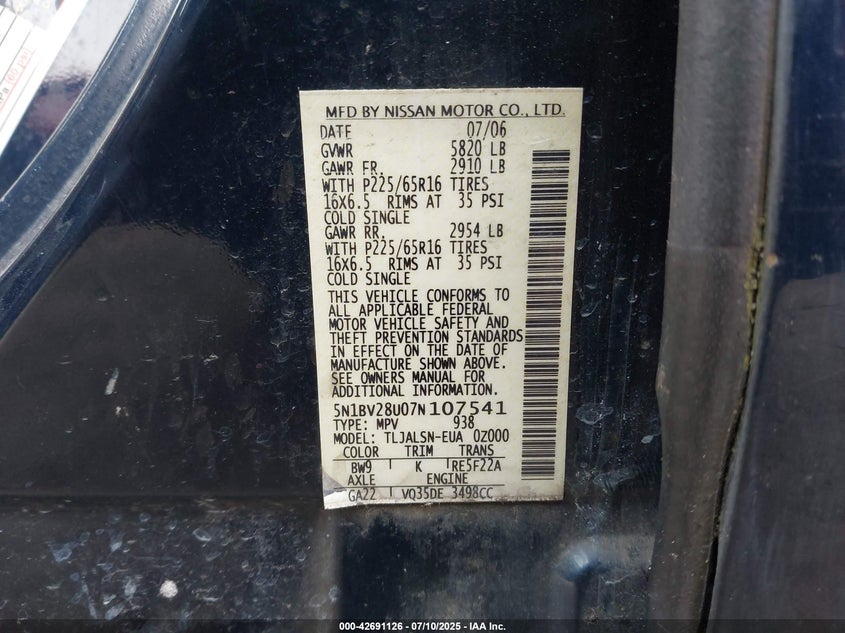 MFD BY NISSAN MOTOR CO., LTD.
DATE 07/06
GVWR 5820 LB
GAWR FR. 2910 LB
WITH P225/65R16 TIRES
16X6.5 RIMS AT 35 PSI
COLD SINGLE
GAWR RR. 2954 LB
WITH P225/65R16 TIRES
16X6.5 RIMS AT 35 PSI
COLD SINGLE
THIS VEHICLE CONFORMS TO
ALL APPLICABLE FEDERAL
MOTOR VEHICLE SAFETY AND
THEFT PREVENTION STANDARDS
IN EFFECT ON THE DATE OF
MANUFACTURE SHOWN ABOVE.
SEE OWNERS MANUAL FOR
ADDITIONAL INFORMATION.
5N1BV28U07N107541
TYPE: MPV 938
MODEL: TLJALSN-EUA 0Z000
COLOR TRIM TRANS
BW9 K RE5F22A
AXLE ENGINE
GA22 VQ35DE 3498CC
000-42691126 - 07/10/2025 - IAA Inc.